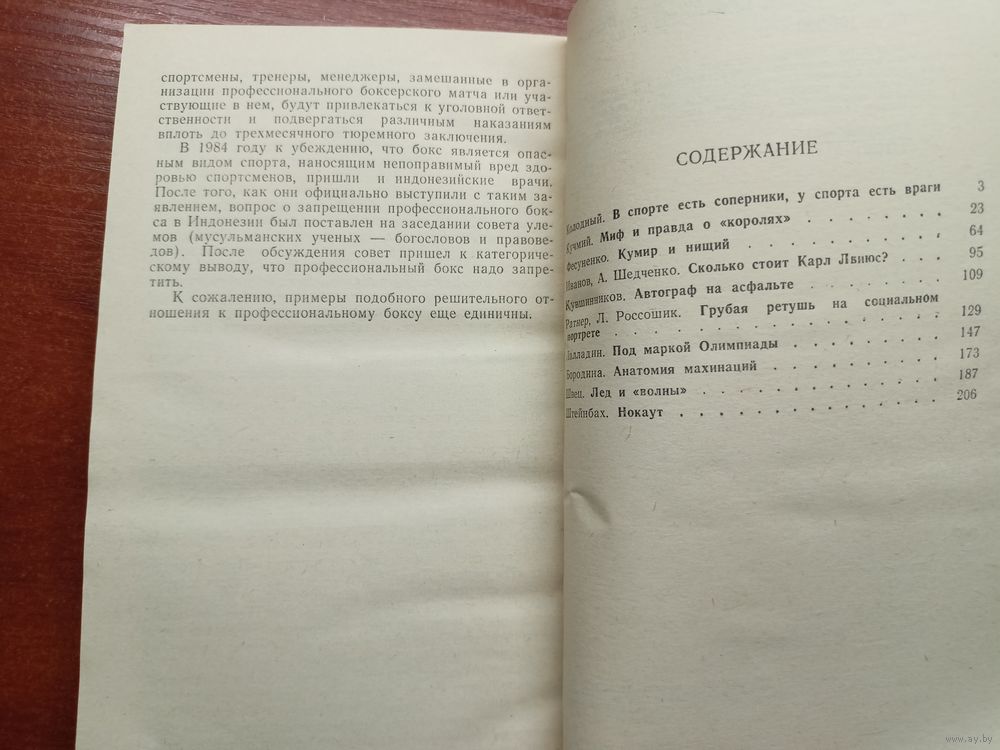 спортсмены, тренеры, менеджеры, замешанные в орга-
низации профессионального боксерского матча или уча-
ствующие в нем, будут привлекаться к уголовной ответ-
ственности и подвергаться различным наказаниям
вплоть до трехмесячного тюремного заключения.
В 1984 году к убеждению, что бокс является опас-
ным видом спорта, наносящим непоправимый вред здо-
ровью спортсменов, пришли и индонезийские врачи.
После того, как они официально выступили с таким за-
явлением, вопрос о запрещении профессионального бок-
са в Индонезии был поставлен на заседании совета уле-
мов (мусульманских ученых — богословов и правове-
дов). После обсуждения совет пришел к категориче-
скому выводу, что профессиональный бокс надо запре-
тить.
К сожалению, примеры подобного решительного от-
ношения к профессиональному боксу еще единичны.
СОДЕРЖАНИЕ
Колодный. В спорте есть соперники, у спорта есть враги 3
Кучмий. Миф и правда о «королях» . . . . . . 23
Фесуненко. Кумир и нищий . . . . . . . . 64
Иванов, А. Шедченко. Сколько стоит Карл Лвиюс? . . . 95
Кувшинников. Автограф на асфальте . . . . . . 109
Ратнер, Л. Россошик. Грубая ретушь на социальном
портрете . . . . . . . . . . . . 129
Палладин. Под маркой Олимпиады . . . . . . 147
Бородина. Анатомия махинаций . . . . . . . 173
Швец. Лед и «волны» . . . . . . . . . 187
Штейнбах. Нокаут . . . . . . . . . . 206
www.ay.by